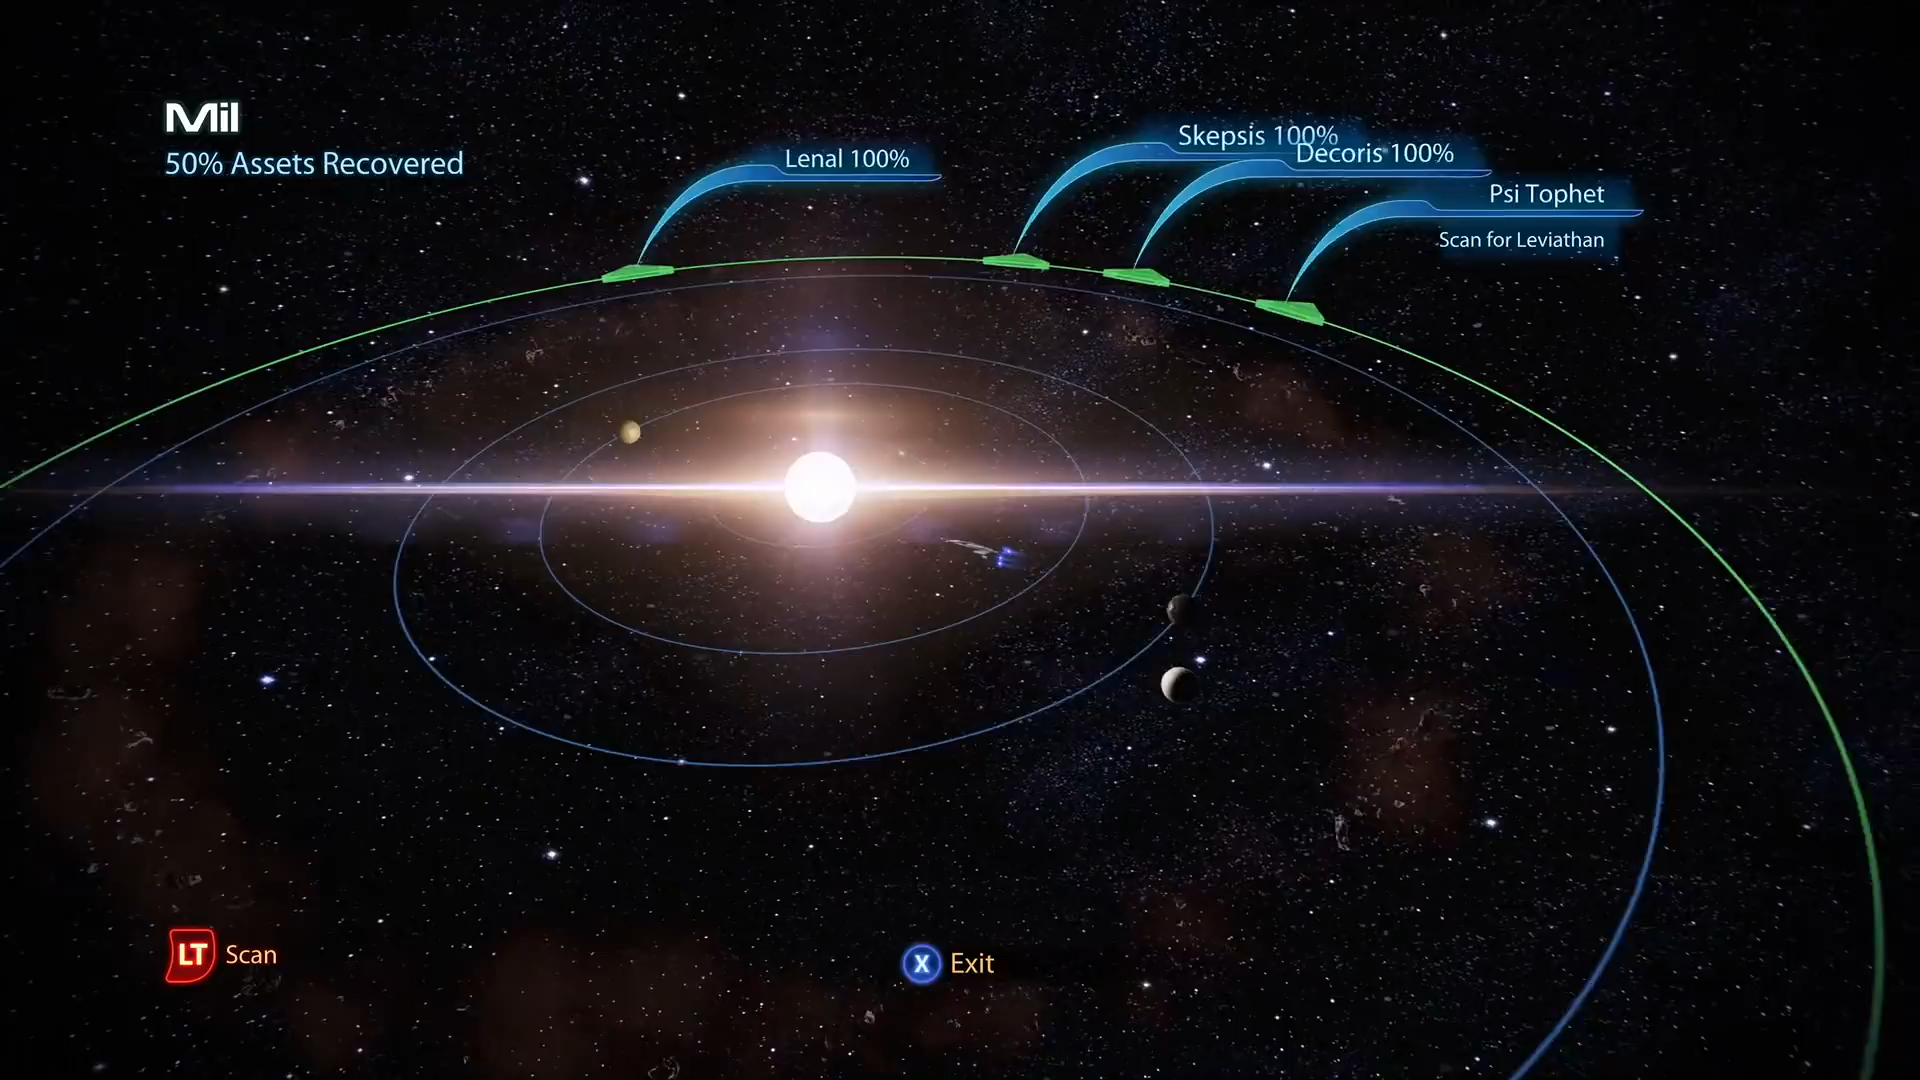 Mil
50% Assets Recovered
Lenal 100%
Skepsis 100%
Decoris 100%
Psi Tophet
Scan for Leviathan
LT Scan
X Exit